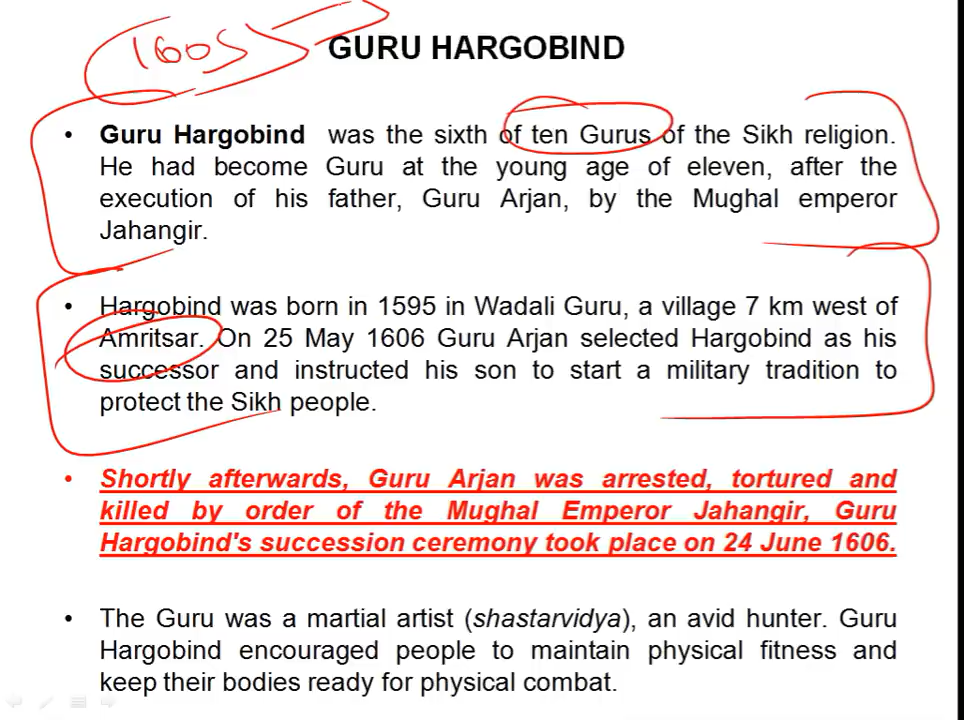 1605
GURU HARGOBIND
• Guru Hargobind was the sixth of ten Gurus of the Sikh religion.
He had become Guru at the young age of eleven, after the
execution of his father, Guru Arjan, by the Mughal emperor
Jahangir.
• Hargobind was born in 1595 in Wadali Guru, a village 7 km west of
Amritsar. On 25 May 1606 Guru Arjan selected Hargobind as his
successor and instructed his son to start a military tradition to
protect the Sikh people.
• Shortly afterwards, Guru Arjan was arrested, tortured and
killed by order of the Mughal Emperor Jahangir, Guru
Hargobind's succession ceremony took place on 24 June 1606.
• The Guru was a martial artist (shastarvidya), an avid hunter. Guru
Hargobind encouraged people to maintain physical fitness and
keep their bodies ready for physical combat.